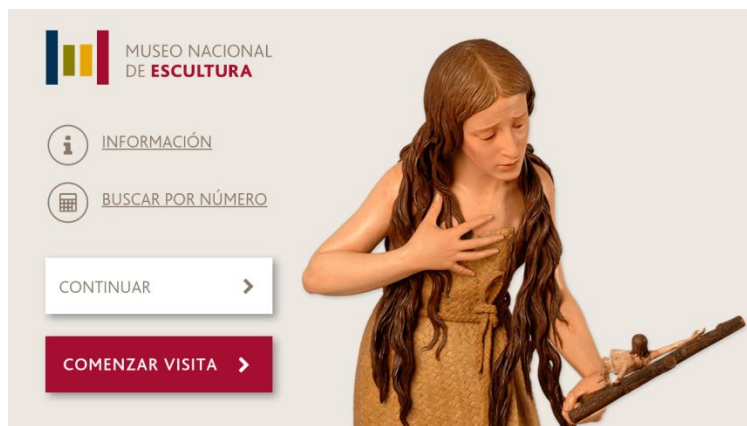 MUSEO NACIONAL
DE ESCULTURA
INFORMACIÓN
BUSCAR POR NÚMERO
CONTINUAR
COMENZAR VISITA